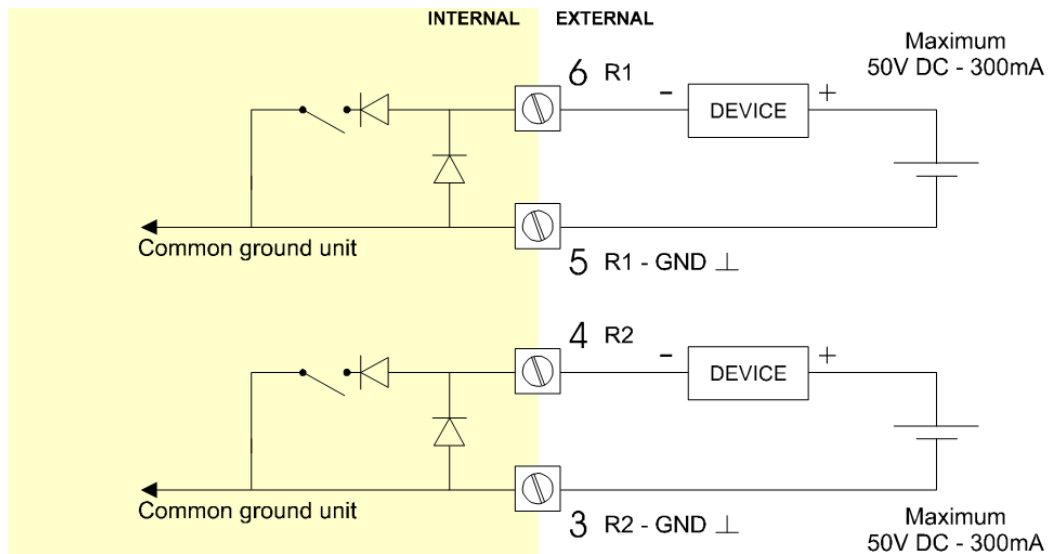 INTERNAL EXTERNAL
Maximum
50V DC - 300mA
6 R1
- DEVICE +
Common ground unit
5 R1 - GND ⊥
4 R2
- DEVICE +
Common ground unit
3 R2 - GND ⊥
Maximum
50V DC - 300mA